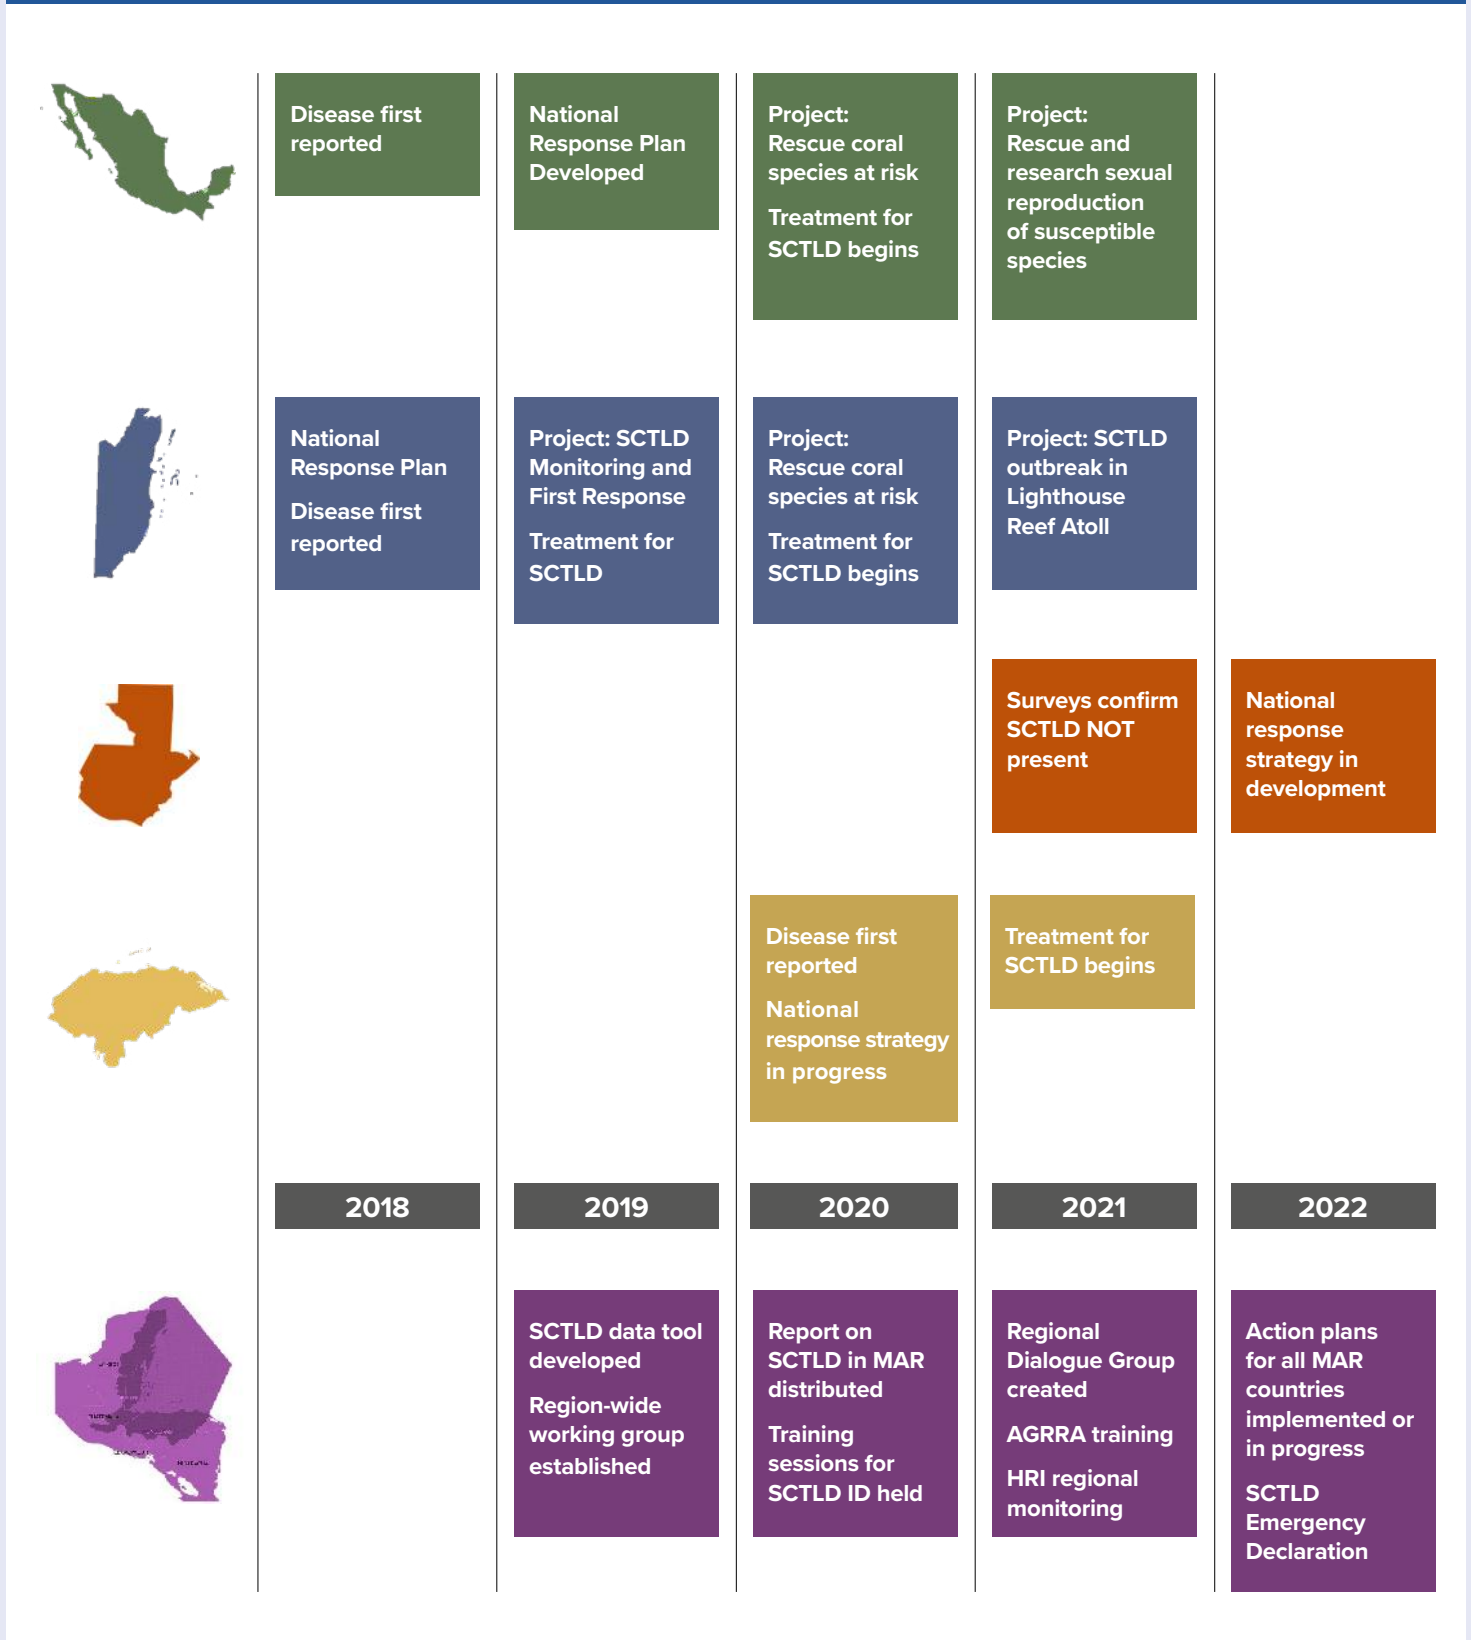 Disease first
reported
National
Response Plan
Developed
Project:
Rescue coral
species at risk
Treatment for
SCTLD begins
Project:
Rescue and
research sexual
reproduction
of susceptible
species
National
Response Plan
Disease first
reported
Project: SCTLD
Monitoring and
First Response
Treatment for
SCTLD
Project:
Rescue coral
species at risk
Treatment for
SCTLD begins
Project: SCTLD
outbreak in
Lighthouse
Reef Atoll
Surveys confirm
SCTLD NOT
present
National
response
strategy in
development
Disease first
reported
National
response strategy
in progress
Treatment for
SCTLD begins
2018
2019
2020
2021
2022
SCTLD data tool
developed
Region-wide
working group
established
Report on
SCTLD in MAR
distributed
Training
sessions for
SCTLD ID held
Regional
Dialogue Group
created
AGRRA training
HRI regional
monitoring
Action plans
for all MAR
countries
implemented or
in progress
SCTLD
Emergency
Declaration